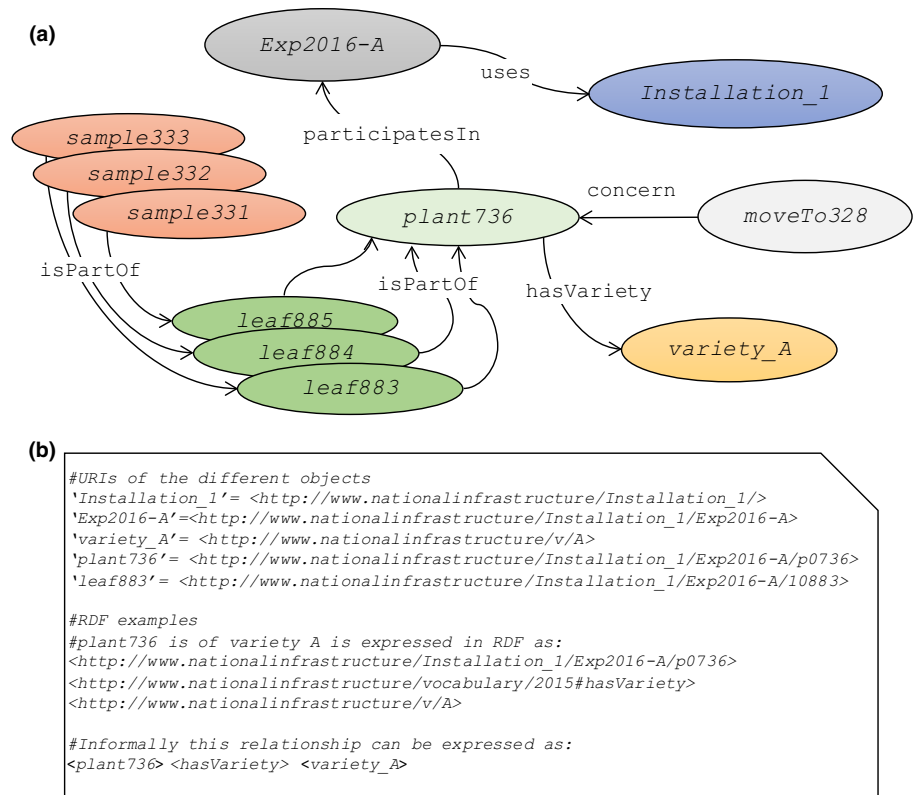 (a)
Exp2016-A
uses
Installation_1
participatesIn
sample333
sample332
sample331
concern
plant736
moveTo328
isPartOf
isPartOf
hasVariety
leaf885
leaf884
leaf883
variety_A
(b)
#URIs of the different objects
‘Installation_1’= <http://www.nationalinfrastructure/Installation_1/>
‘Exp2016-A’=<http://www.nationalinfrastructure/Installation_1/Exp2016-A>
‘variety_A’= <http://www.nationalinfrastructure/v/A>
‘plant736’= <http://www.nationalinfrastructure/Installation_1/Exp2016-A/p0736>
‘leaf883’= <http://www.nationalinfrastructure/Installation_1/Exp2016-A/10883>
#RDF examples
#plant736 is of variety A is expressed in RDF as:
<http://www.nationalinfrastructure/Installation_1/Exp2016-A/p0736>
<http://www.nationalinfrastructure/vocabulary/2015#hasVariety>
<http://www.nationalinfrastructure/v/A>
#Informally this relationship can be expressed as:
<plant736> <hasVariety> <variety_A>